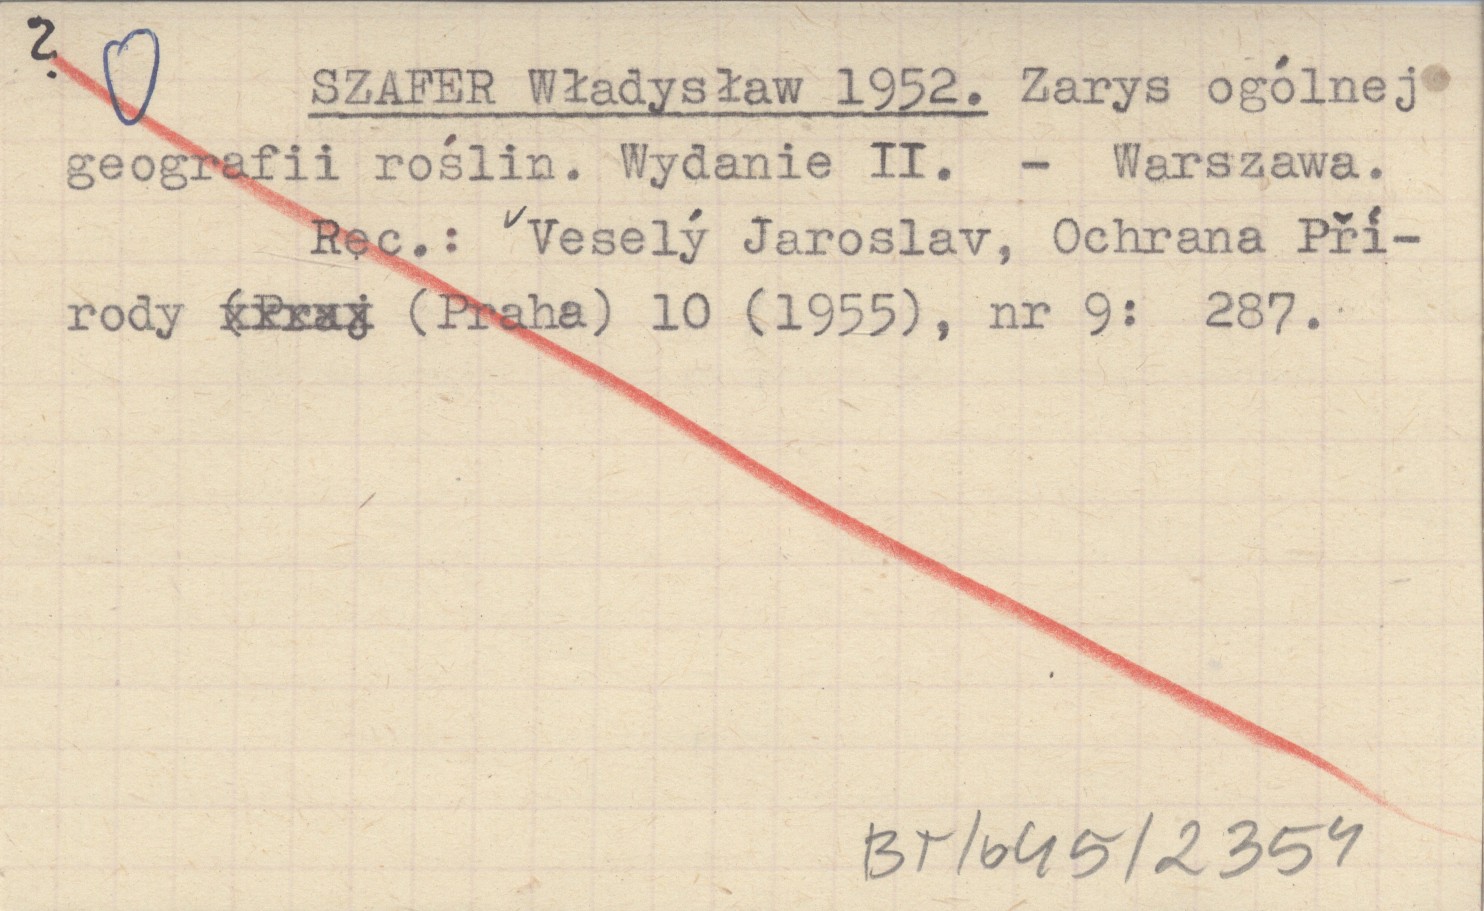 ?
SZAFER Władysław 1952. Zarys ogólnej
geografii roślin. Wydanie II. - Warszawa.
Rec.: Veselý Jaroslav, Ochrana Pří-
rody (Praha) 10 (1955), nr 9: 287.
BT/645/2354